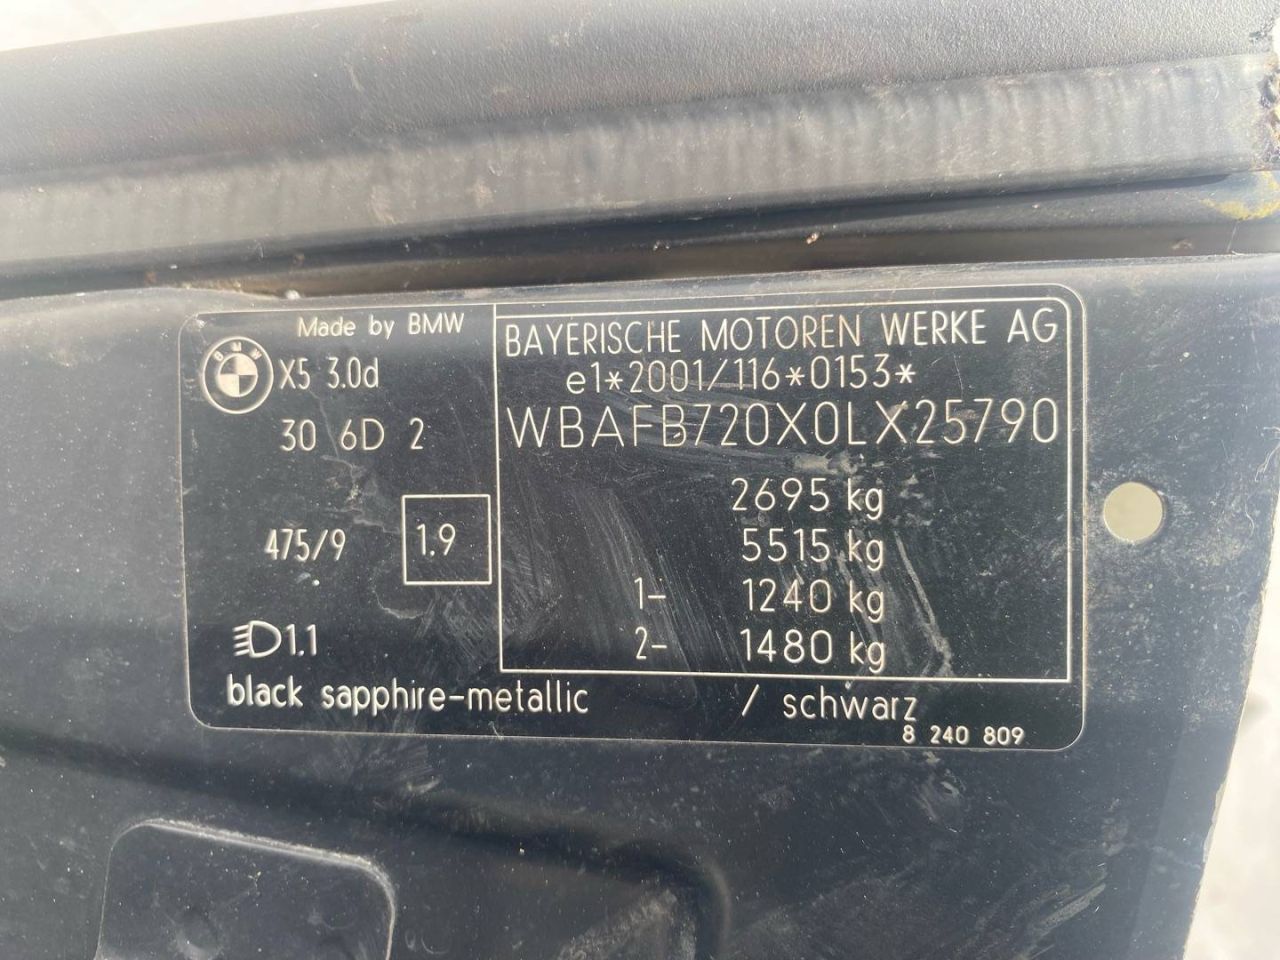 Made by BMW
BMW
X5 3.0d
30 6D 2
475/9
1.9
1.1
BAYERISCHE MOTOREN WERKE AG
e1*2001/116*0153*
WBAFB720X0LX25790
2695 kg
5515 kg
1- 1240 kg
2- 1480 kg
black sapphire-metallic / schwarz
8 240 809